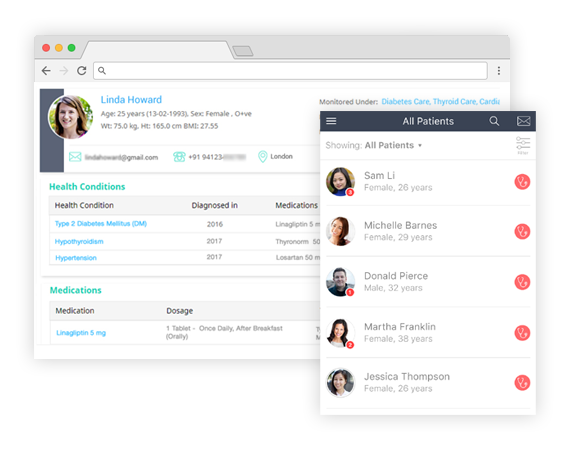 Linda Howard
Age: 25 years (13-02-1993), Sex: Female , O+ve
Wt: 75.0 kg, Ht: 165.0 cm BMI: 27.55
Monitored Under: Diabetes Care, Thyroid Care, Cardia
@gmail.com
+91 94123
London
Health Conditions
Health Condition Diagnosed in Medications
Type 2 Diabetes Mellitus (DM) 2016 Linagliptin 5 m
Hypothyroidism 2017 Thyronorm 50
Hypertension 2017 Losartan 50 m
Medications
Medication Dosage
Linagliptin 5 mg 1 Tablet - Once Daily, After Breakfast
(Orally)
All Patients
Showing: All Patients
Filter
Sam Li
Female, 26 years
2
Michelle Barnes
Female, 29 years
Donald Pierce
Male, 32 years
1
Martha Franklin
Female, 38 years
2
Jessica Thompson
Female, 26 years